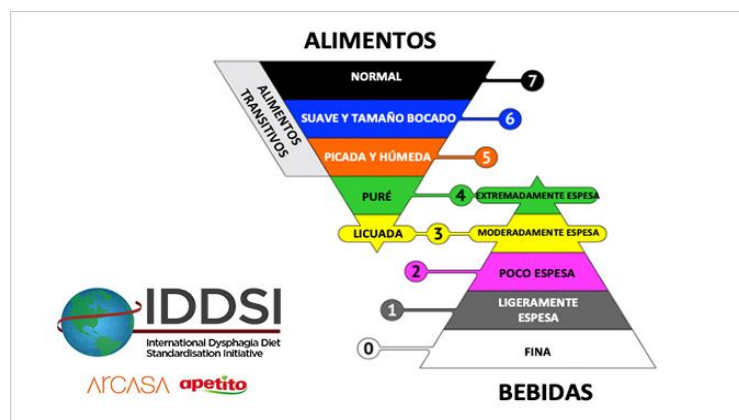 ALIMENTOS
NORMAL
7
ALIMENTOS
TRANSITIVOS
SUAVE Y TAMAÑO BOCADO
6
PICADA Y HÚMEDA
5
PURÉ
4
EXTREMADAMENTE ESPESA
LICUADA
3
MODERADAMENTE ESPESA
2
POCO ESPESA
1
LIGERAMENTE
ESPESA
0
FINA
BEBIDAS
IDDSI
International Dysphagia Diet
Standardisation Initiative
arcasa
apetito